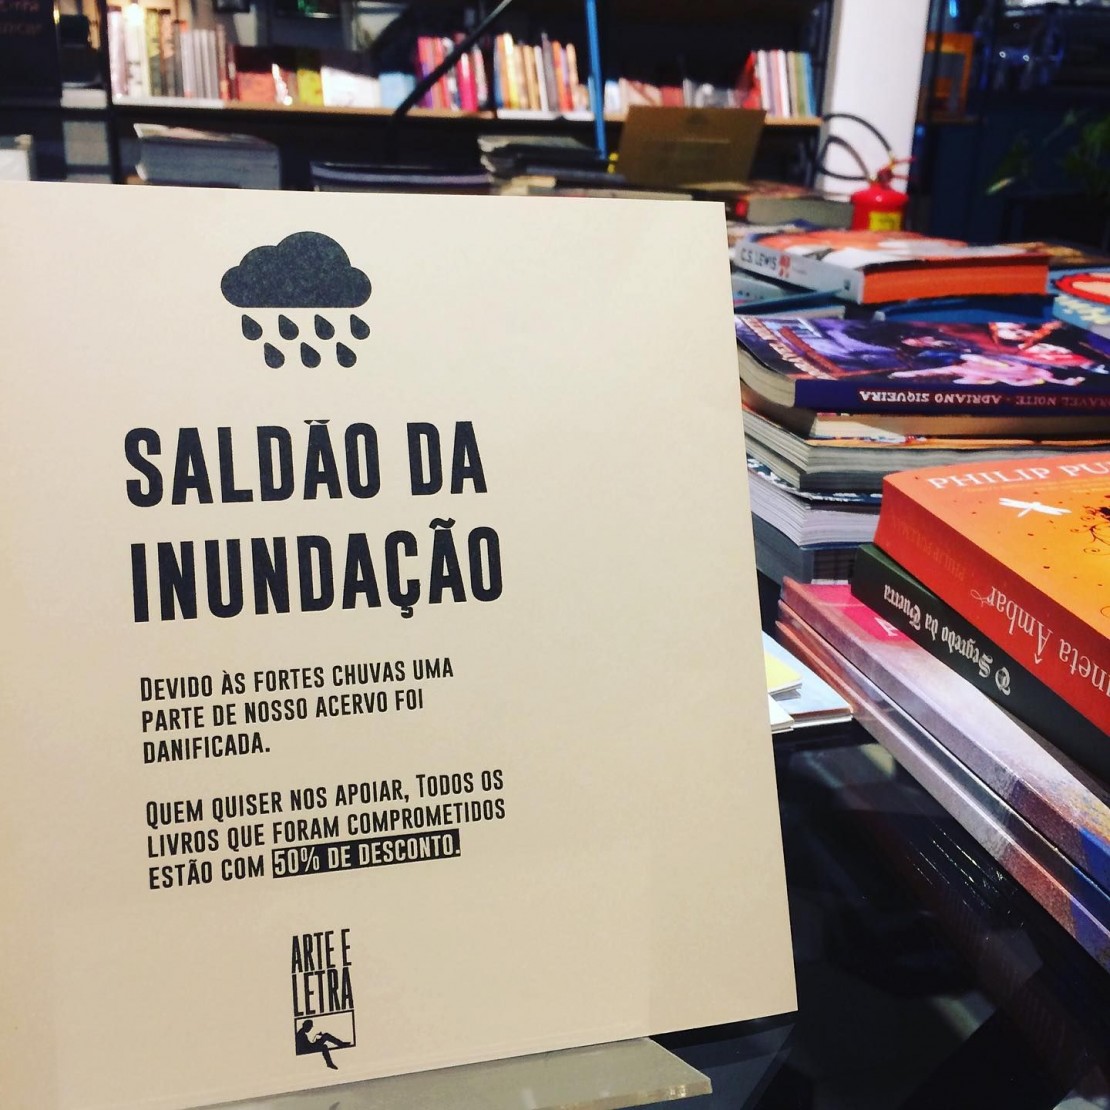 SALDÃO DA
INUNDAÇÃO
DEVIDO ÀS FORTES CHUVAS UMA
PARTE DE NOSSO ACERVO FOI
DANIFICADA.
QUEM QUISER NOS APOIAR, TODOS OS
LIVROS QUE FORAM COMPROMETIDOS
ESTÃO COM 50% DE DESCONTO.
ARTE E
LETRA
C.S. LEWIS
NOITE - ADRIANO SIQUEIRA
PHILIP
Âmbar
O Segredo da Guerra